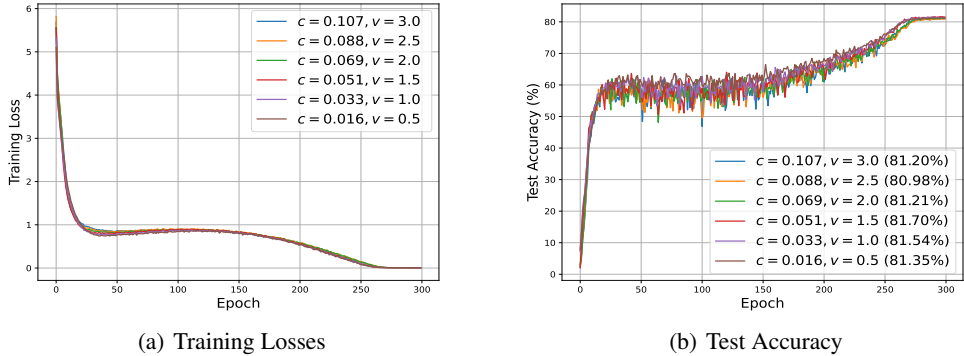 6
5
4
3
2
1
0
Training Loss
0
50
100
150
200
250
300
Epoch
c = 0.107, v = 3.0
c = 0.088, v = 2.5
c = 0.069, v = 2.0
c = 0.051, v = 1.5
c = 0.033, v = 1.0
c = 0.016, v = 0.5
(a) Training Losses
80
70
60
50
40
30
20
10
0
Test Accuracy (%)
0
50
100
150
200
250
300
Epoch
c = 0.107, v = 3.0 (81.20%)
c = 0.088, v = 2.5 (80.98%)
c = 0.069, v = 2.0 (81.21%)
c = 0.051, v = 1.5 (81.70%)
c = 0.033, v = 1.0 (81.54%)
c = 0.016, v = 0.5 (81.35%)
(b) Test Accuracy